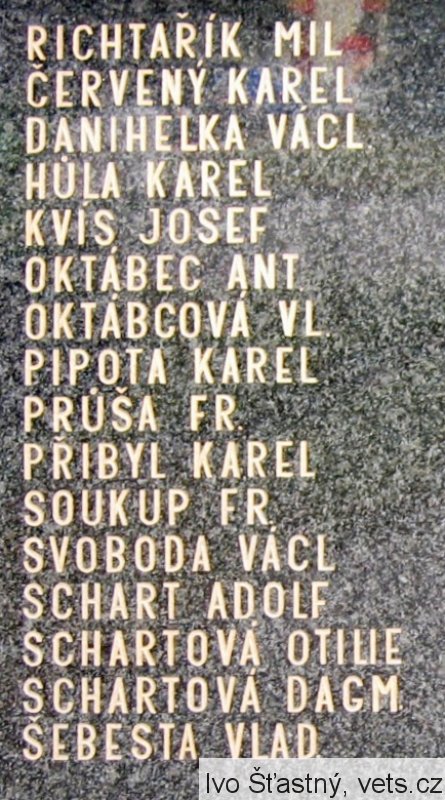 RICHTAŘÍK MIL
ČERVENÝ KAREL
DANIHELKA VÁCL.
HŮLA KAREL
KVÍS JOSEF
OKTÁBEC ANT.
OKTÁBCOVÁ VL.
PIPOTA KAREL
PRŮŠA FR.
PŘIBYL KAREL
SOUKUP FR.
SVOBODA VÁCL
SCHART ADOLF
SCHARTOVÁ OTILIE
SCHARTOVÁ DAGM.
ŠEBESTA VLAD.
Ivo Šťastný, vets.cz